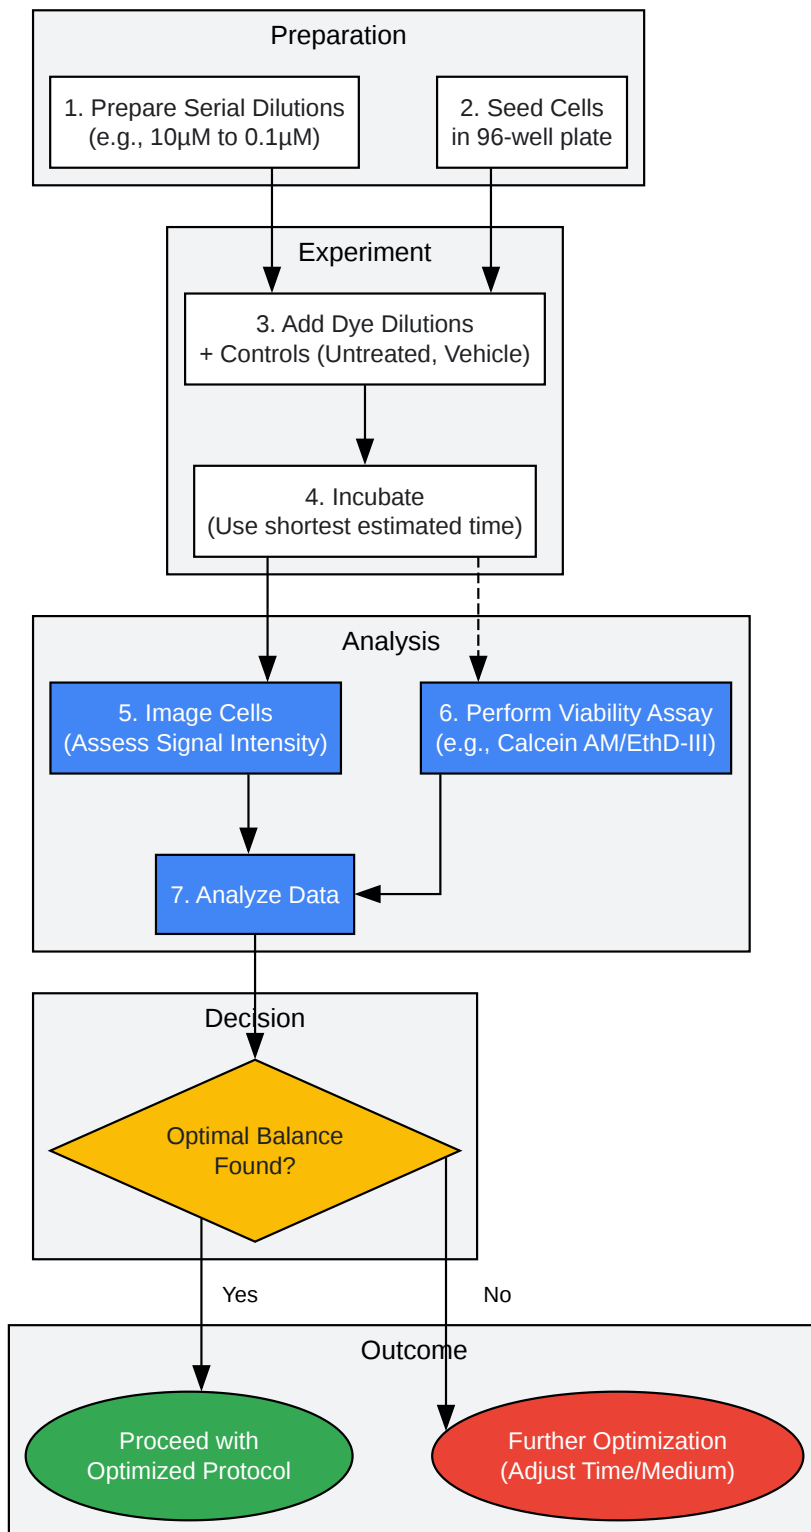 Preparation
1. Prepare Serial Dilutions
(e.g., 10µM to 0.1µM)
2. Seed Cells
in 96-well plate
Experiment
3. Add Dye Dilutions
+ Controls (Untreated, Vehicle)
4. Incubate
(Use shortest estimated time)
Analysis
5. Image Cells
(Assess Signal Intensity)
6. Perform Viability Assay
(e.g., Calcein AM/EthD-III)
7. Analyze Data
Decision
Optimal Balance
Found?
Yes
No
Outcome
Proceed with
Optimized Protocol
Further Optimization
(Adjust Time/Medium)